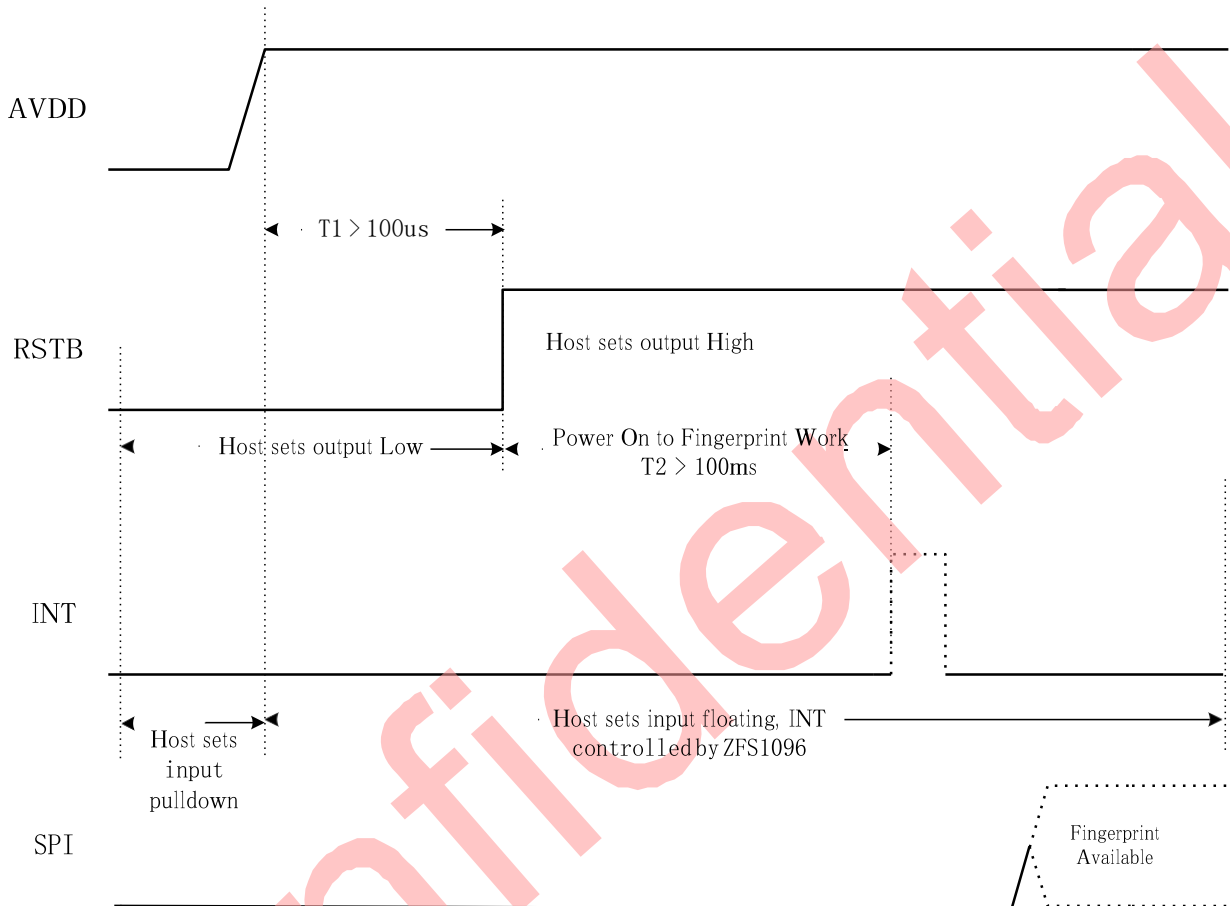 AVDD
T1 > 100us
RSTB
Host sets output High
Host sets output Low
Power On to Fingerprint Work
T2 > 100ms
INT
Host sets
input
pulldown
Host sets input floating, INT
controlled by ZFS1096
SPI
Fingerprint
Available
nfidential